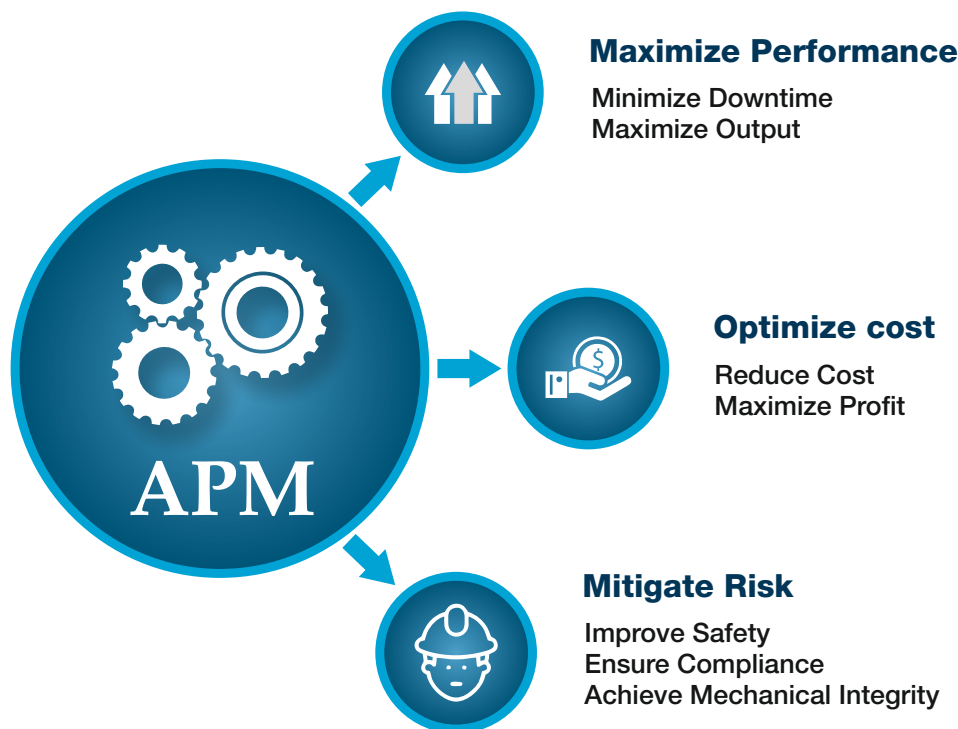 Maximize Performance
Minimize Downtime
Maximize Output
APM
Optimize cost
$
Reduce Cost
Maximize Profit
Mitigate Risk
Improve Safety
Ensure Compliance
Achieve Mechanical Integrity